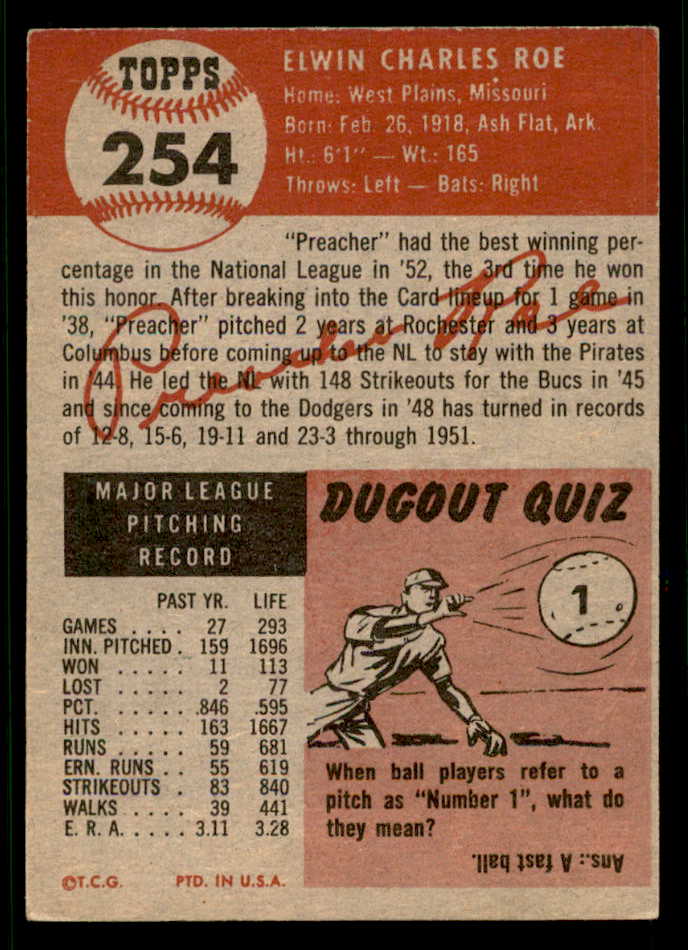 TOPPS
254
ELWIN CHARLES ROE
Home: West Plains, Missouri
Born: Feb. 26, 1918, Ash Flat, Ark.
Ht.: 6'1" — Wt.: 165
Throws: Left — Bats: Right
"Preacher" had the best winning per-
centage in the National League in '52, the 3rd time he won
this honor. After breaking into the Card lineup for 1 game in
'38, "Preacher" pitched 2 years at Rochester and 3 years at
Columbus before coming up to the NL to stay with the Pirates
in '44. He led the NL with 148 Strikeouts for the Bucs in '45
and since coming to the Dodgers in '48 has turned in records
of 12-8, 15-6, 19-11 and 23-3 through 1951.
Preacher Roe
MAJOR LEAGUE
PITCHING
RECORD
PAST YR. LIFE
GAMES . . . . 27 293
INN. PITCHED . 159 1696
WON . . . . . 11 113
LOST . . . . . 2 77
PCT. . . . . . .846 .595
HITS . . . . . 163 1667
RUNS . . . . . 59 681
ERN. RUNS . . 55 619
STRIKEOUTS . 83 840
WALKS . . . . 39 441
E. R. A. . . . . 3.11 3.28
©T.C.G. PTD. IN U.S.A.
DUGOUT QUIZ
1
When ball players refer to a
pitch as "Number 1", what do
they mean?
Ans.: A fast ball.